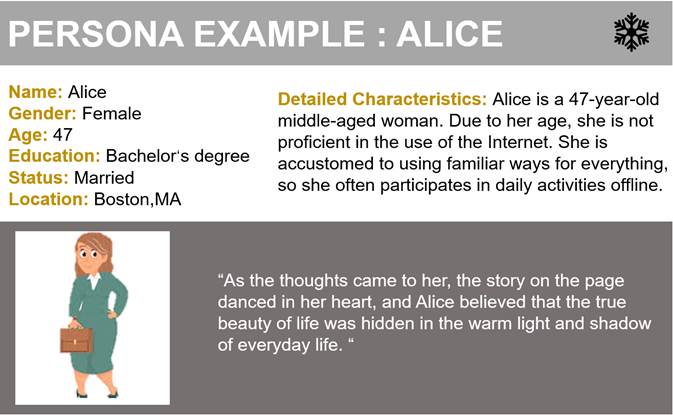 PERSONA EXAMPLE : ALICE
Name: Alice
Gender: Female
Age: 47
Education: Bachelor‘s degree
Status: Married
Location: Boston,MA
Detailed Characteristics: Alice is a 47-year-old
middle-aged woman. Due to her age, she is not
proficient in the use of the Internet. She is
accustomed to using familiar ways for everything,
so she often participates in daily activities offline.
“As the thoughts came to her, the story on the page
danced in her heart, and Alice believed that the true
beauty of life was hidden in the warm light and shadow
of everyday life. “